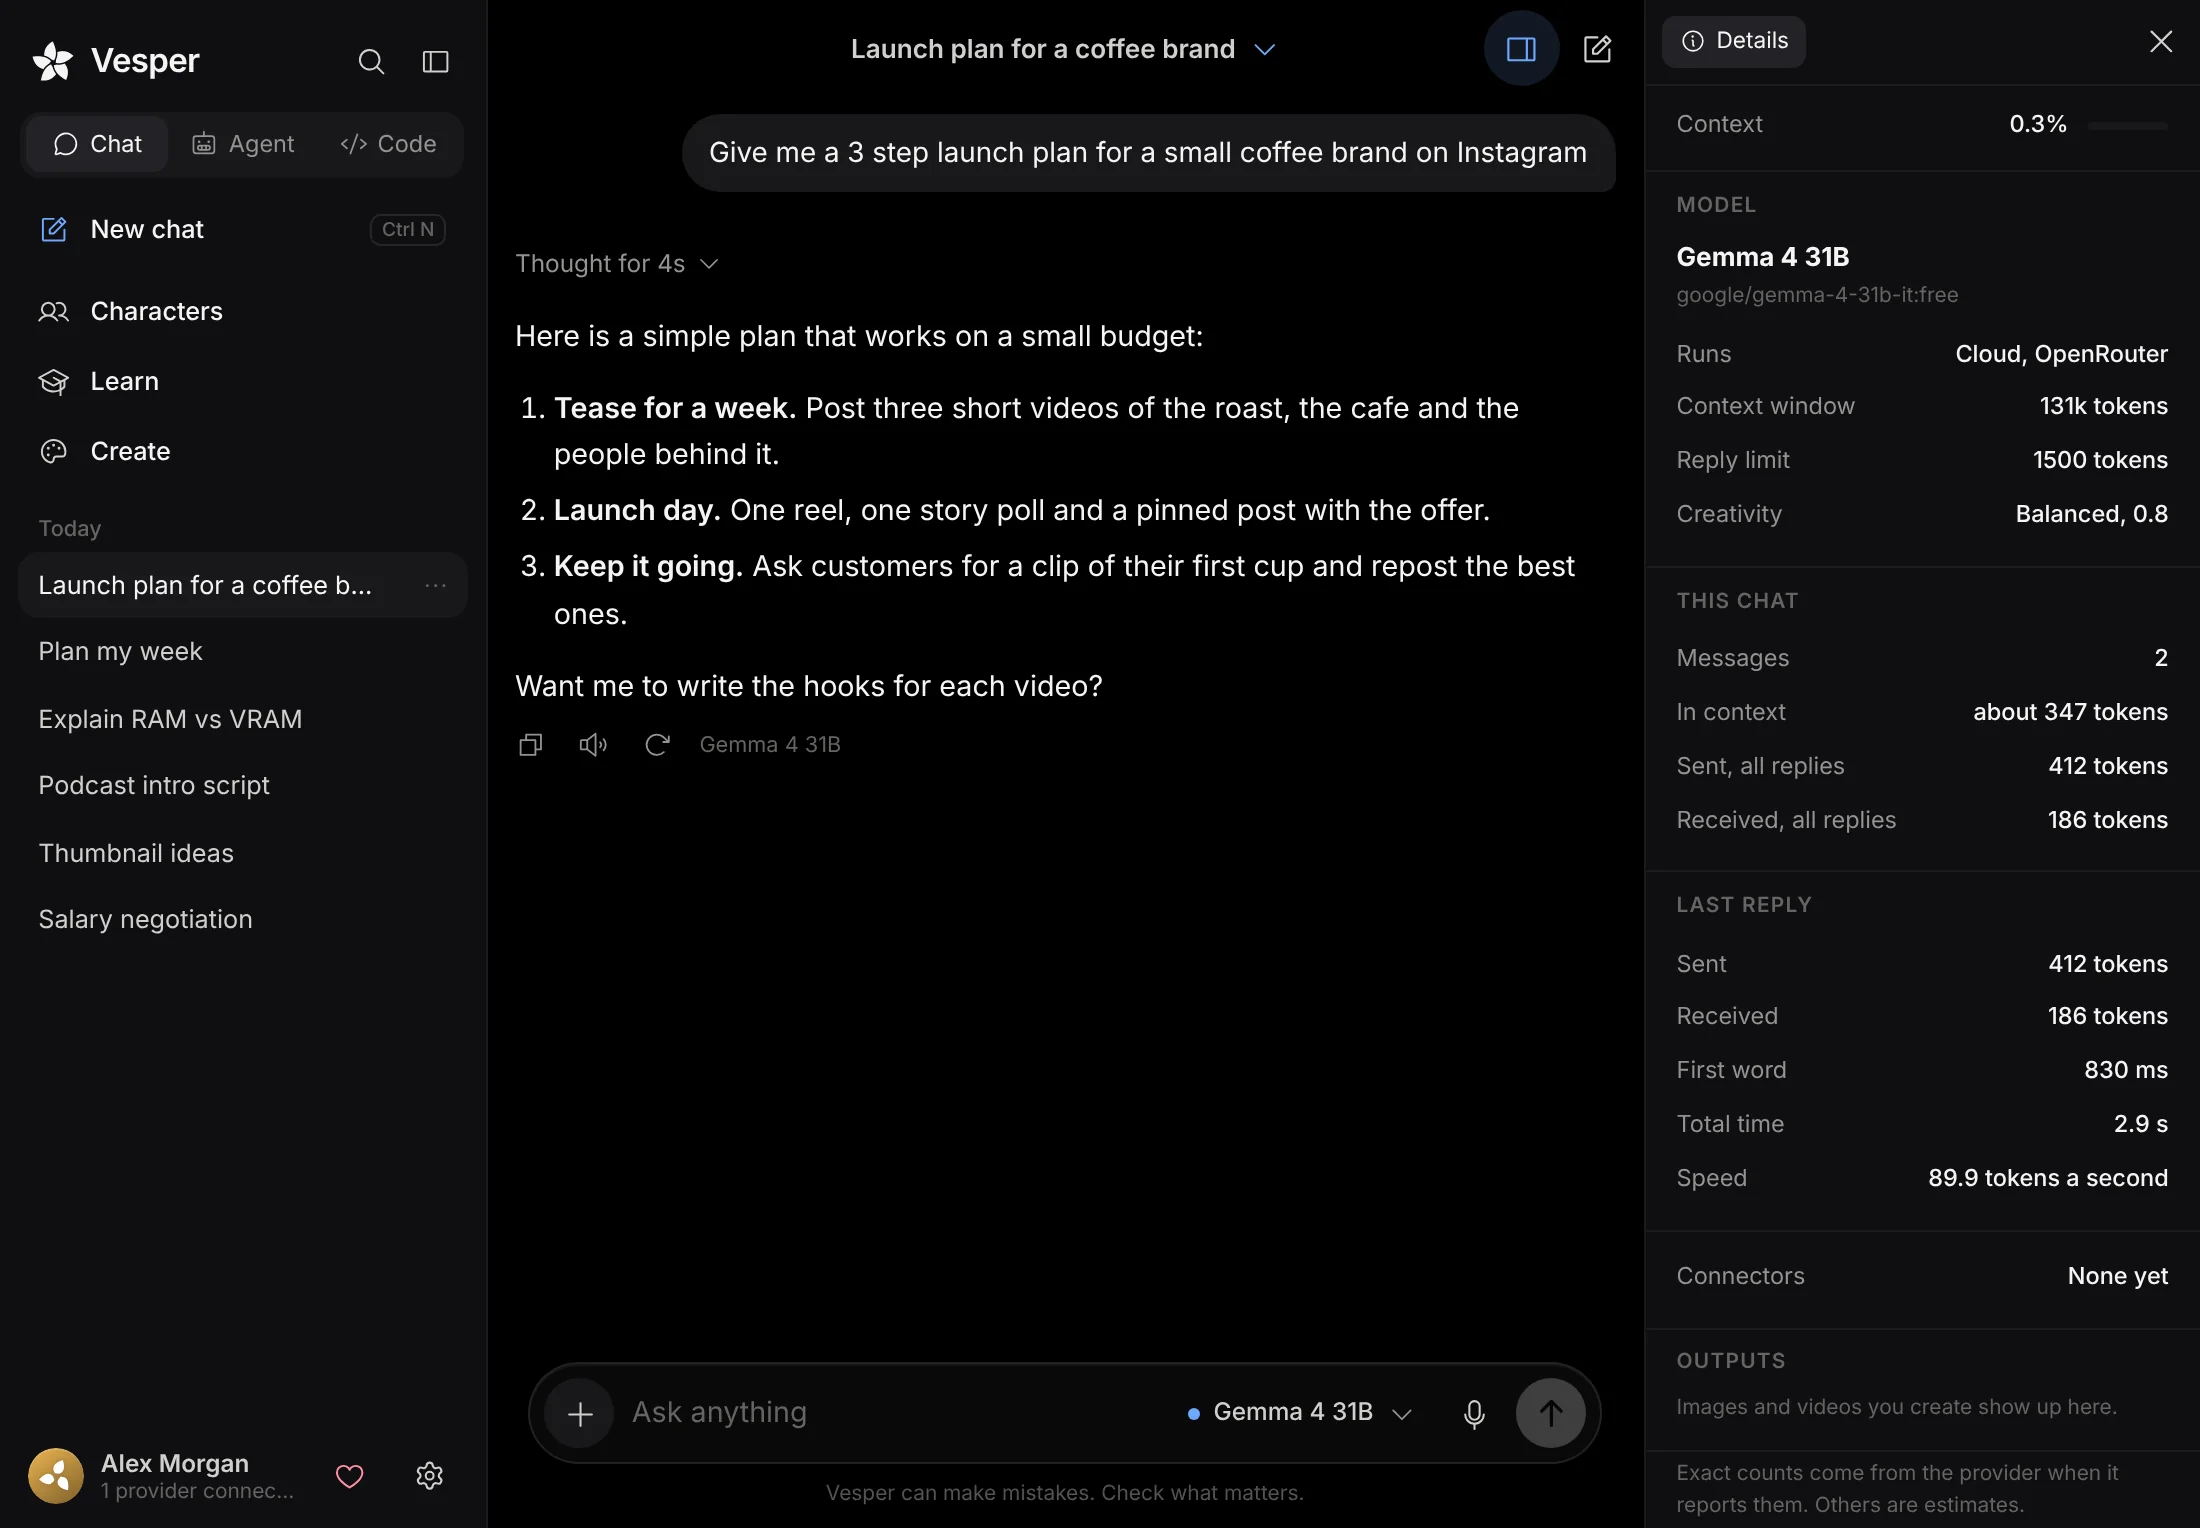 Vesper
Chat
Agent
</> Code
New chat
Ctrl N
Characters
Learn
Create
Today
Launch plan for a coffee b...
Plan my week
Explain RAM vs VRAM
Podcast intro script
Thumbnail ideas
Salary negotiation
Alex Morgan
1 provider connec...
Launch plan for a coffee brand
Give me a 3 step launch plan for a small coffee brand on Instagram
Thought for 4s
Here is a simple plan that works on a small budget:
1. Tease for a week. Post three short videos of the roast, the cafe and the
people behind it.
2. Launch day. One reel, one story poll and a pinned post with the offer.
3. Keep it going. Ask customers for a clip of their first cup and repost the best
ones.
Want me to write the hooks for each video?
Gemma 4 31B
Ask anything
Gemma 4 31B
Vesper can make mistakes. Check what matters.
Details
Context 0.3%
MODEL
Gemma 4 31B
google/gemma-4-31b-it:free
Runs Cloud, OpenRouter
Context window 131k tokens
Reply limit 1500 tokens
Creativity Balanced, 0.8
THIS CHAT
Messages 2
In context about 347 tokens
Sent, all replies 412 tokens
Received, all replies 186 tokens
LAST REPLY
Sent 412 tokens
Received 186 tokens
First word 830 ms
Total time 2.9 s
Speed 89.9 tokens a second
Connectors None yet
OUTPUTS
Images and videos you create show up here.
Exact counts come from the provider when it
reports them. Others are estimates.